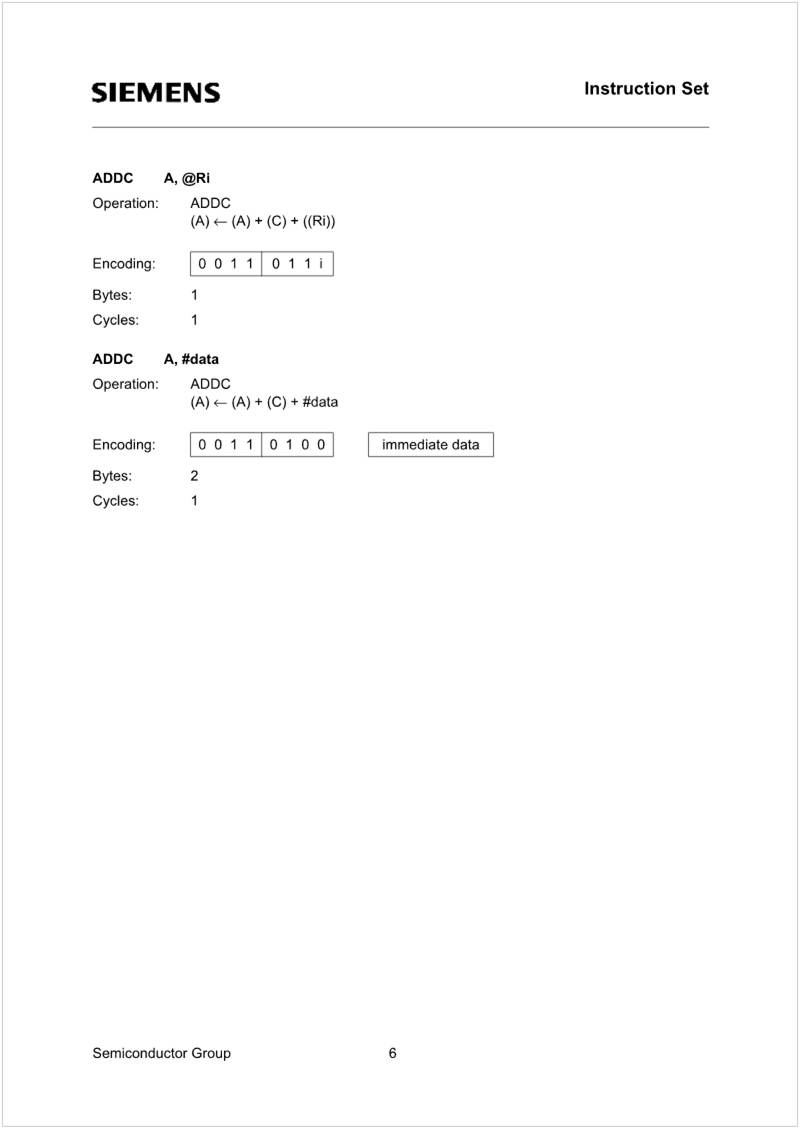 SIEMENS
Instruction Set
ADDC A, @Ri
Operation: ADDC
(A) ← (A) + (C) + ((Ri))
Encoding: 0 0 1 1 0 1 1 i
Bytes: 1
Cycles: 1
ADDC A, #data
Operation: ADDC
(A) ← (A) + (C) + #data
Encoding: 0 0 1 1 0 1 0 0 immediate data
Bytes: 2
Cycles: 1
Semiconductor Group 6